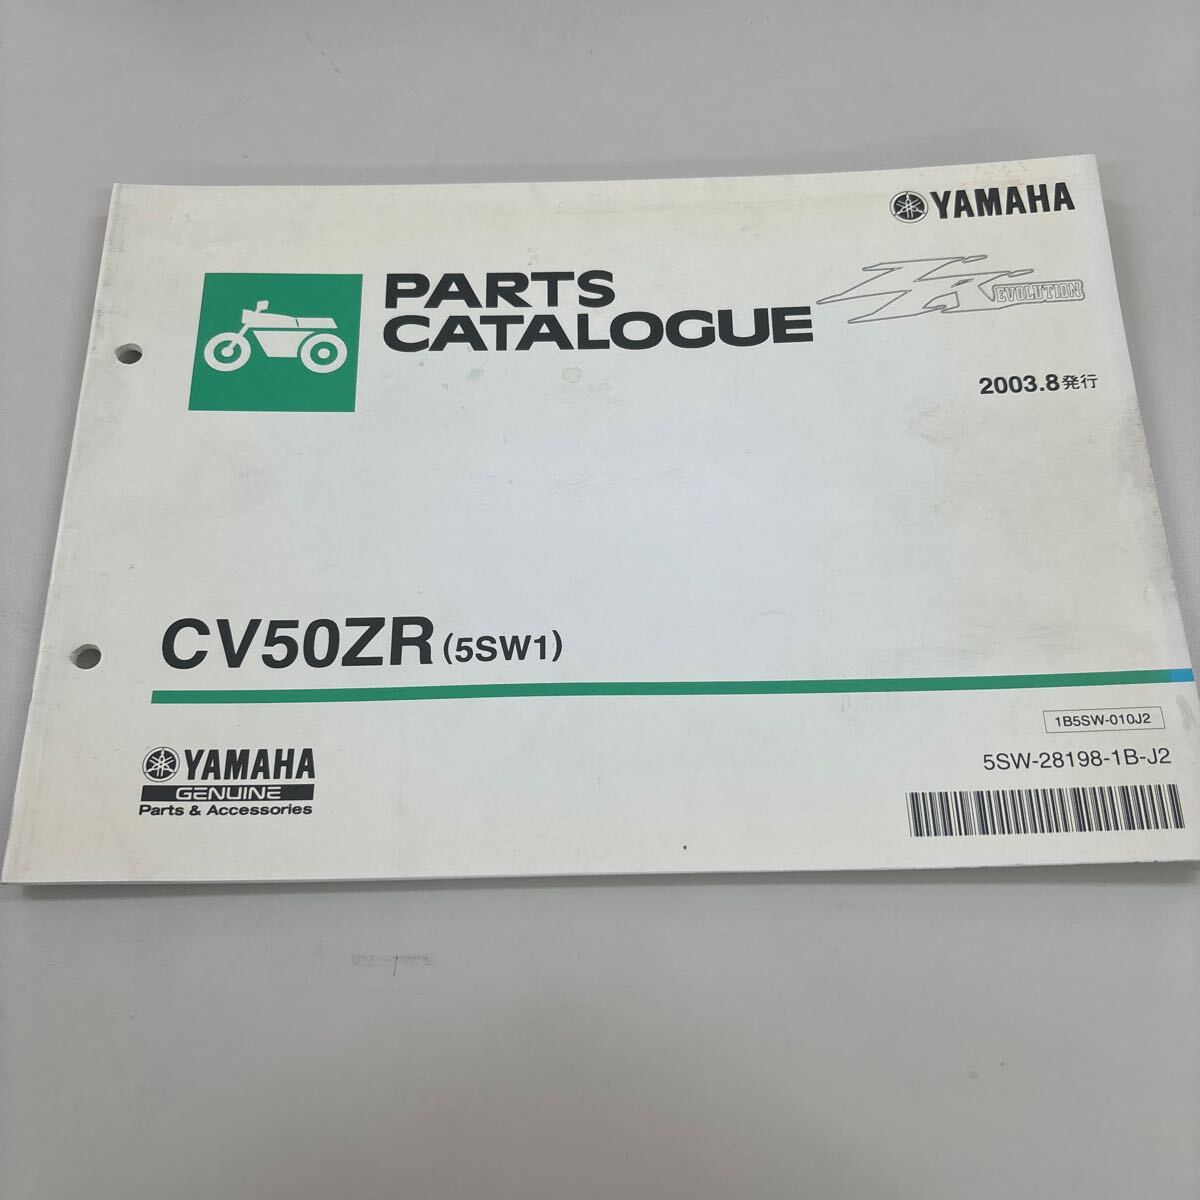 YAMAHA
ZR EVOLUTION
PARTS
CATALOGUE
2003.8発行
CV50ZR (5SW1)
1B5SW-010J2
5SW-28198-1B-J2
YAMAHA
GENUINE
Parts & Accessories